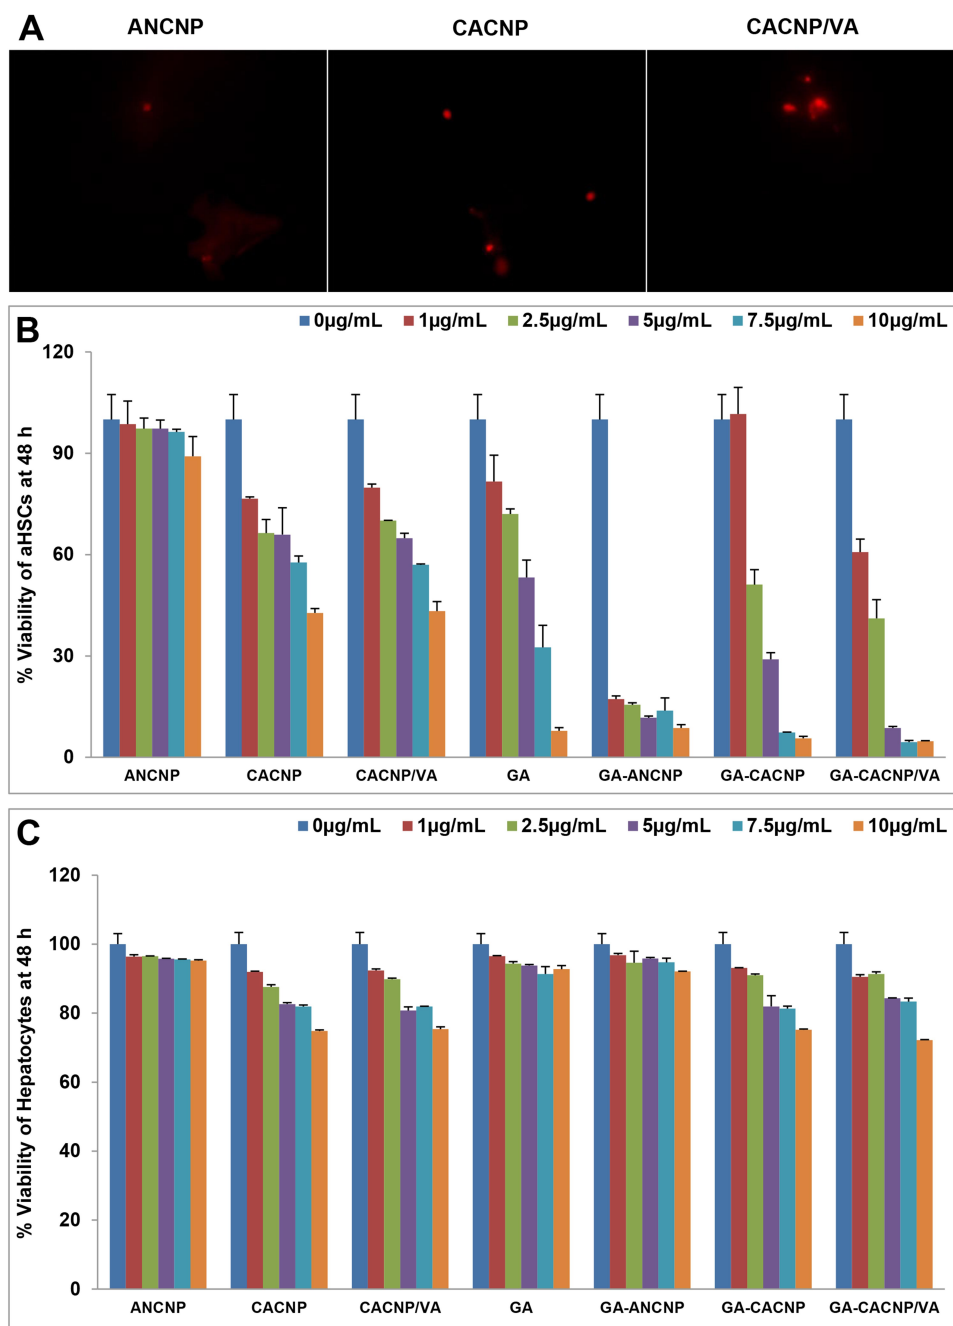 A
ANCNP CACNP CACNP/VA
B
0µg/mL 1µg/mL 2.5µg/mL 5µg/mL 7.5µg/mL 10µg/mL
% Viability of aHSCs at 48 h
120
90
60
30
0
ANCNP CACNP CACNP/VA GA GA-ANCNP GA-CACNP GA-CACNP/VA
C
0µg/mL 1µg/mL 2.5µg/mL 5µg/mL 7.5µg/mL 10µg/mL
% Viability of Hepatocytes at 48 h
120
100
80
60
40
20
0
ANCNP CACNP CACNP/VA GA GA-ANCNP GA-CACNP GA-CACNP/VA